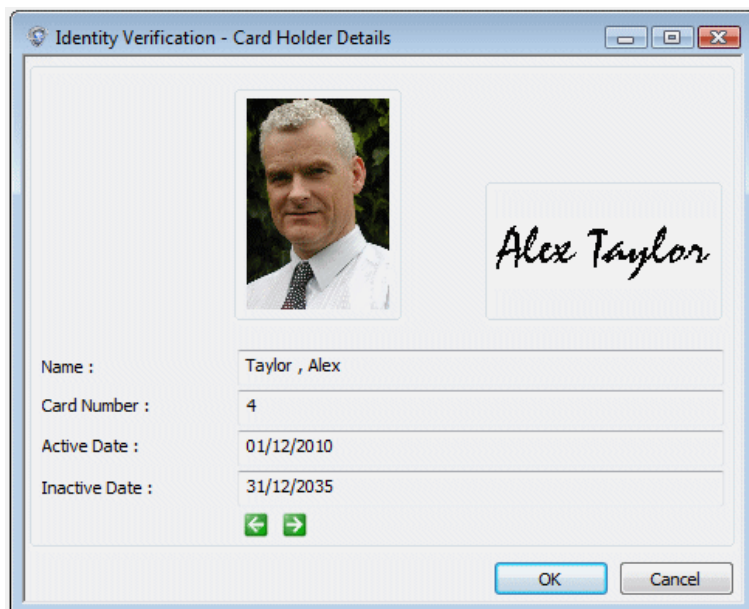 Identity Verification - Card Holder Details
Alex Taylor
Name : Taylor , Alex
Card Number : 4
Active Date : 01/12/2010
Inactive Date : 31/12/2035
OK Cancel